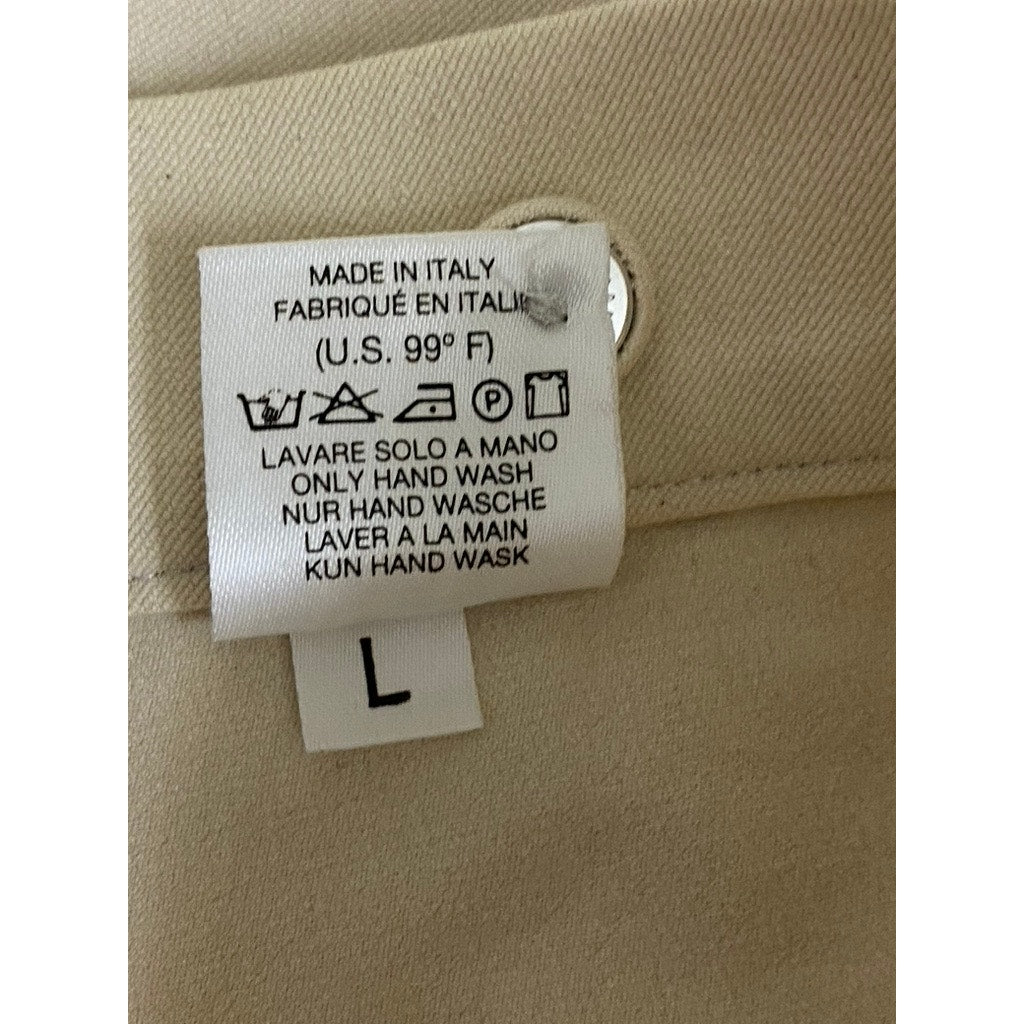 MADE IN ITALY
FABRIQUÉ EN ITALIE
(U.S. 99° F)
P
LAVARE SOLO A MANO
ONLY HAND WASH
NUR HAND WASCHE
LAVER A LA MAIN
KUN HAND WASK
L